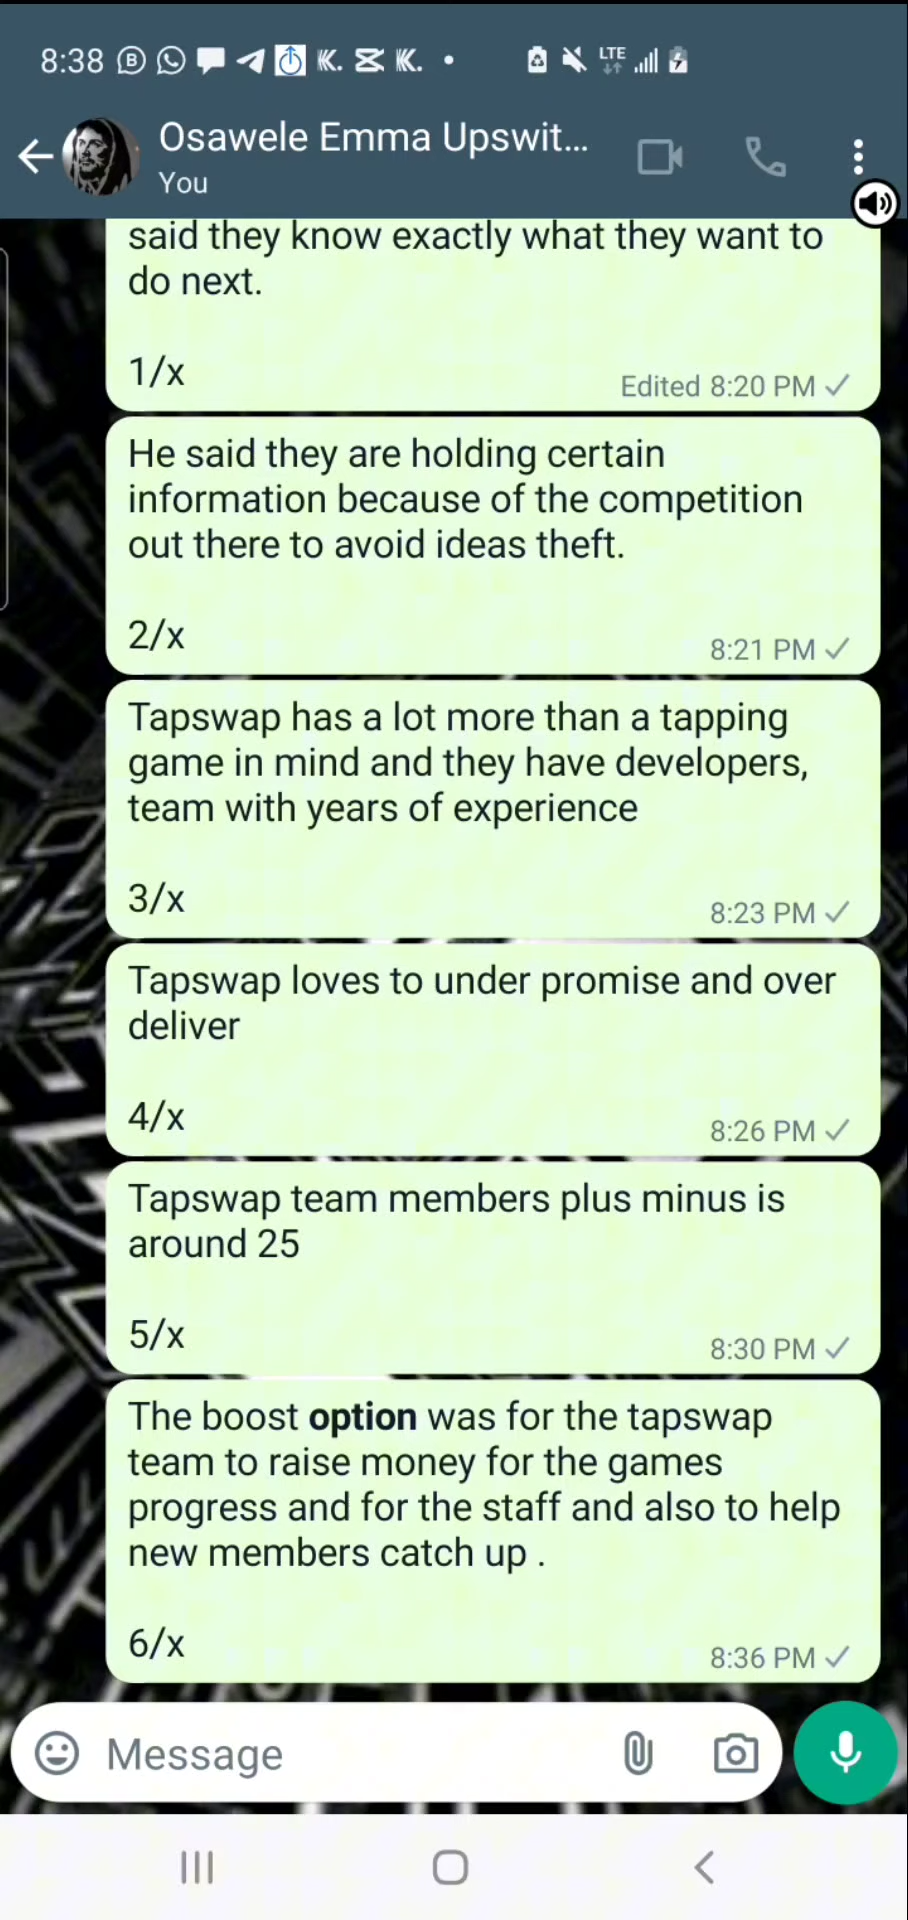 8:38 B K. K. • LTE
Osawele Emma Upswit...
You
said they know exactly what they want to
do next.
1/x
Edited 8:20 PM
He said they are holding certain
information because of the competition
out there to avoid ideas theft.
2/x
8:21 PM
Tapswap has a lot more than a tapping
game in mind and they have developers,
team with years of experience
3/x
8:23 PM
Tapswap loves to under promise and over
deliver
4/x
8:26 PM
Tapswap team members plus minus is
around 25
5/x
8:30 PM
The boost option was for the tapswap
team to raise money for the games
progress and for the staff and also to help
new members catch up .
6/x
8:36 PM
Message